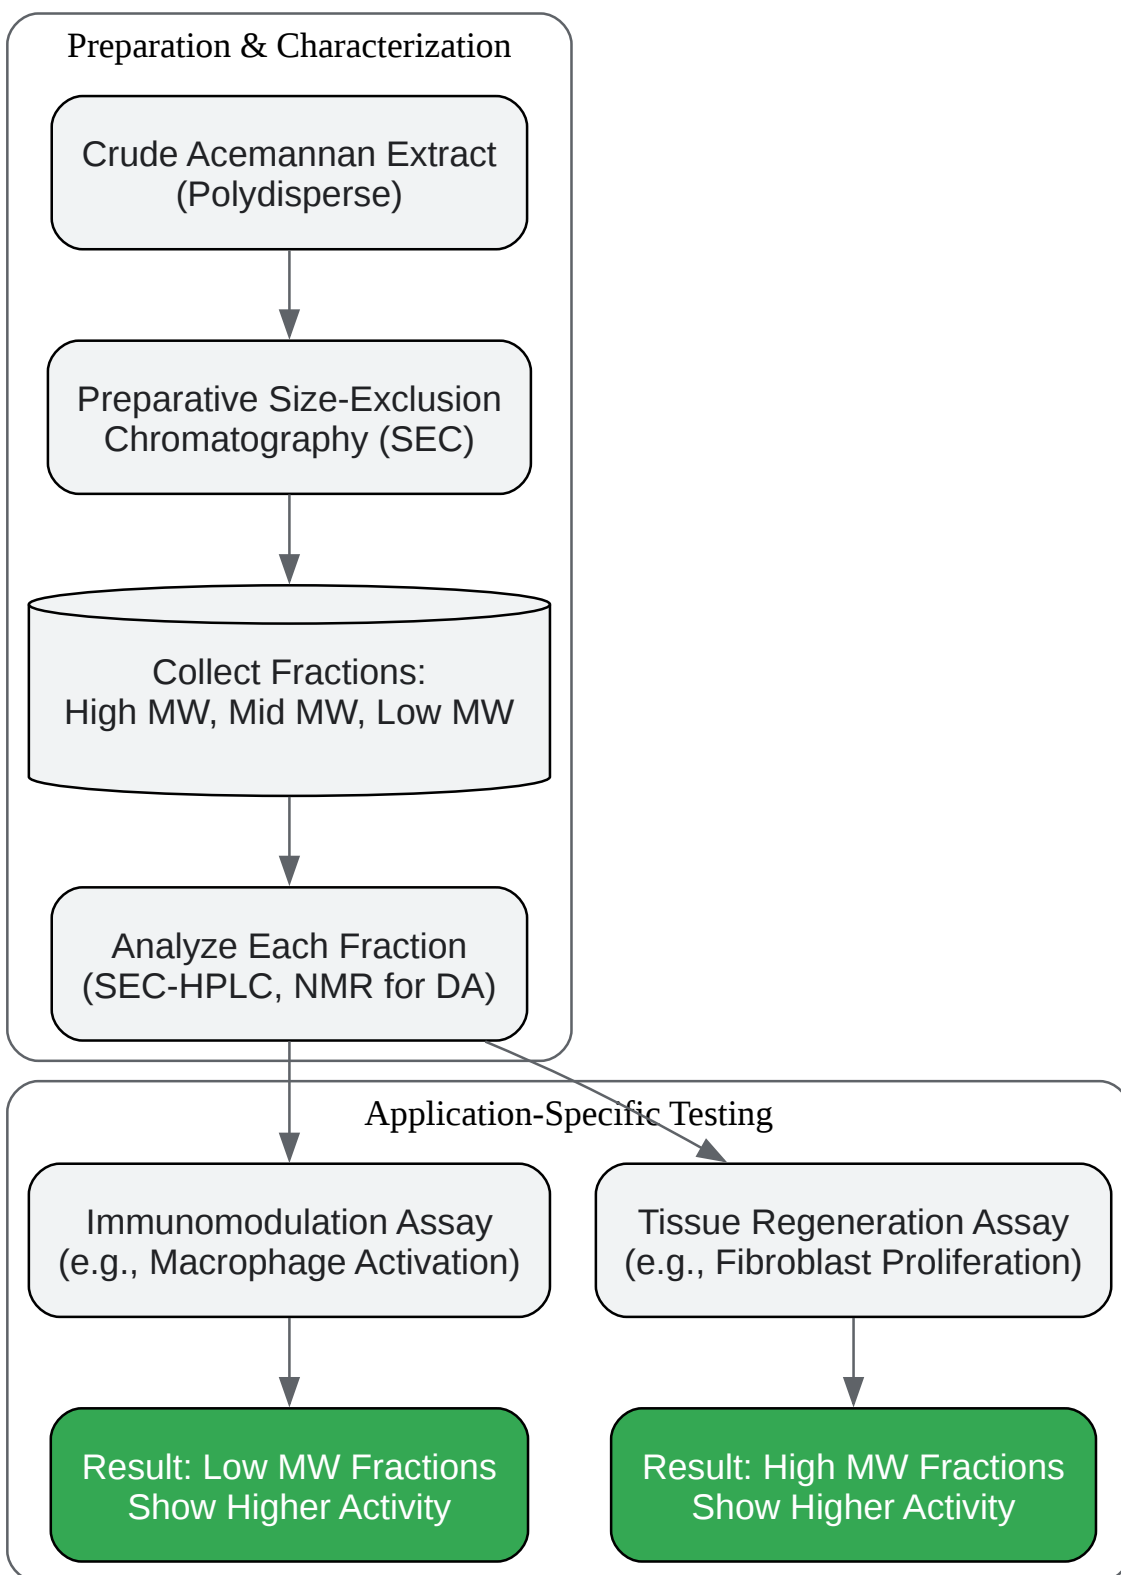 Preparation & Characterization
Crude Acemannan Extract
(Polydisperse)
Preparative Size-Exclusion
Chromatography (SEC)
Collect Fractions:
High MW, Mid MW, Low MW
Analyze Each Fraction
(SEC-HPLC, NMR for DA)
Application-Specific Testing
Immunomodulation Assay
(e.g., Macrophage Activation)
Tissue Regeneration Assay
(e.g., Fibroblast Proliferation)
Result: Low MW Fractions
Show Higher Activity
Result: High MW Fractions
Show Higher Activity